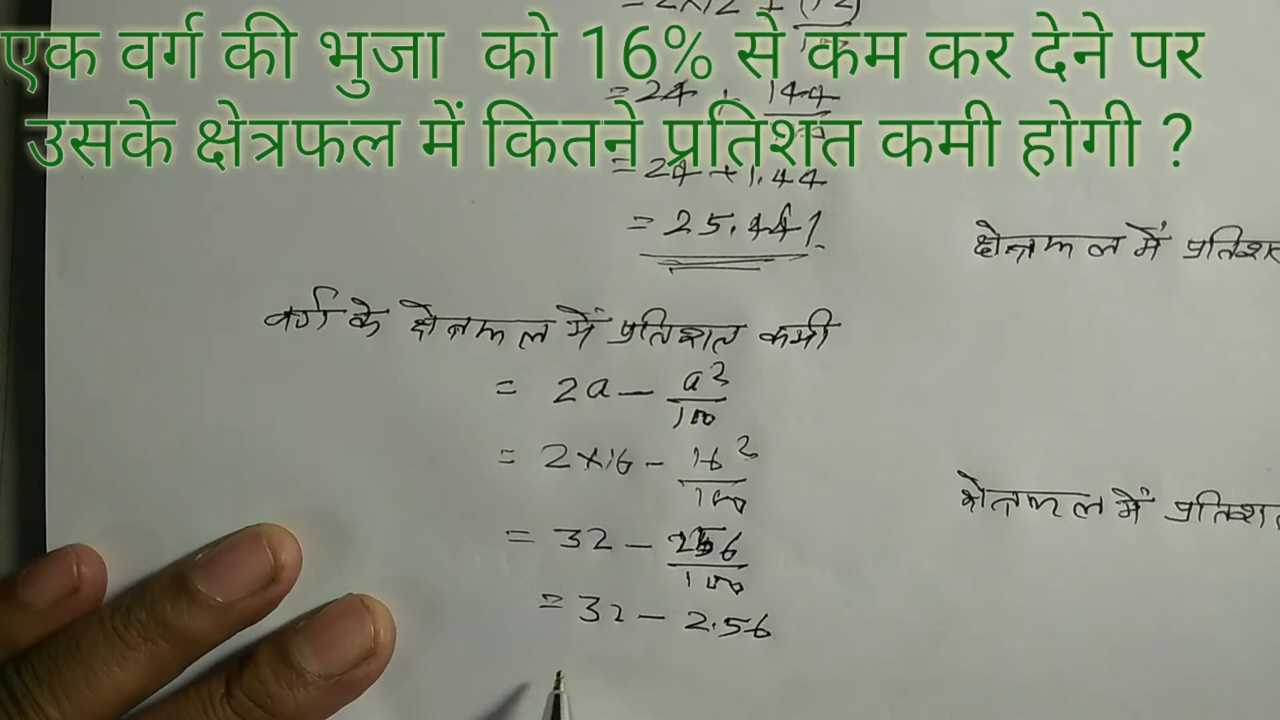 एक वर्ग की भुजा को 16% से कम कर देने पर
उसके क्षेत्रफल में कितने प्रतिशत कमी होगी ?
= 24 + 144
= 24 + 1.44
= 25.44%
क्षेत्रफल में प्रतिशत
वर्ग के क्षेत्रफल में प्रतिशत कमी
= 2a - a²/100
= 2×16 - 16²/100
क्षेत्रफल में प्रतिशत
= 32 - 256/100
= 32 - 2.56